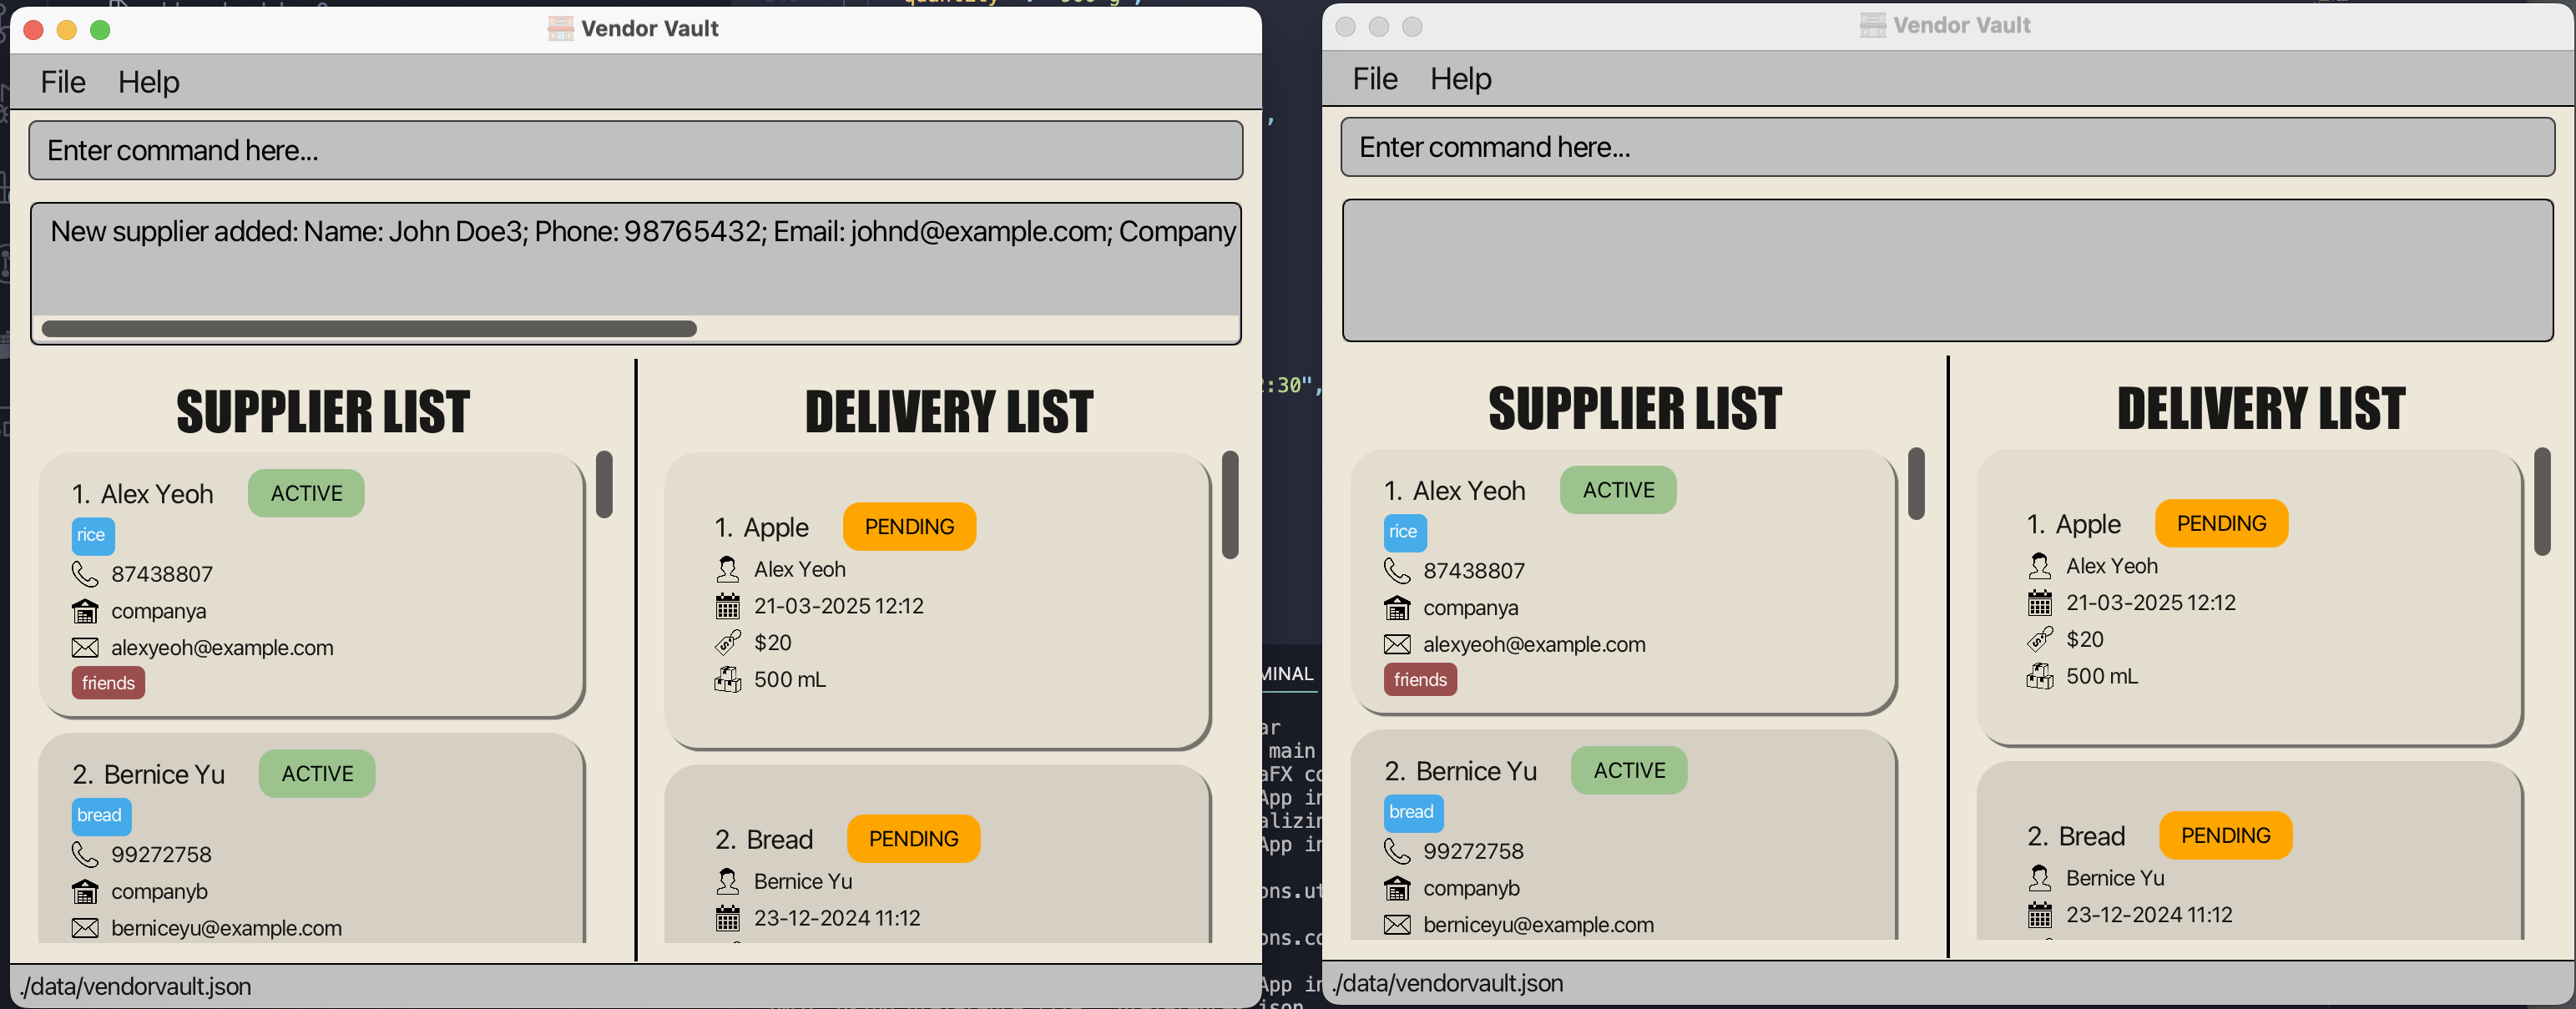 Vendor Vault
File Help
Enter command here...
New supplier added: Name: John Doe3; Phone: 98765432; Email: johnd@example.com; Company
SUPPLIER LIST
1. Alex Yeoh ACTIVE
rice
87438807
companya
alexyeoh@example.com
friends
2. Bernice Yu ACTIVE
bread
99272758
companyb
berniceyu@example.com
DELIVERY LIST
1. Apple PENDING
Alex Yeoh
21-03-2025 12:12
$20
500 mL
2. Bread PENDING
Bernice Yu
23-12-2024 11:12
./data/vendorvault.json
:30",
MINAL
ar
main
aFX co
App in
alizin
App in
ons.ut
ons.co
App in
json
Vendor Vault
File Help
Enter command here...
SUPPLIER LIST
1. Alex Yeoh ACTIVE
rice
87438807
companya
alexyeoh@example.com
friends
2. Bernice Yu ACTIVE
bread
99272758
companyb
berniceyu@example.com
DELIVERY LIST
1. Apple PENDING
Alex Yeoh
21-03-2025 12:12
$20
500 mL
2. Bread PENDING
Bernice Yu
23-12-2024 11:12
./data/vendorvault.json